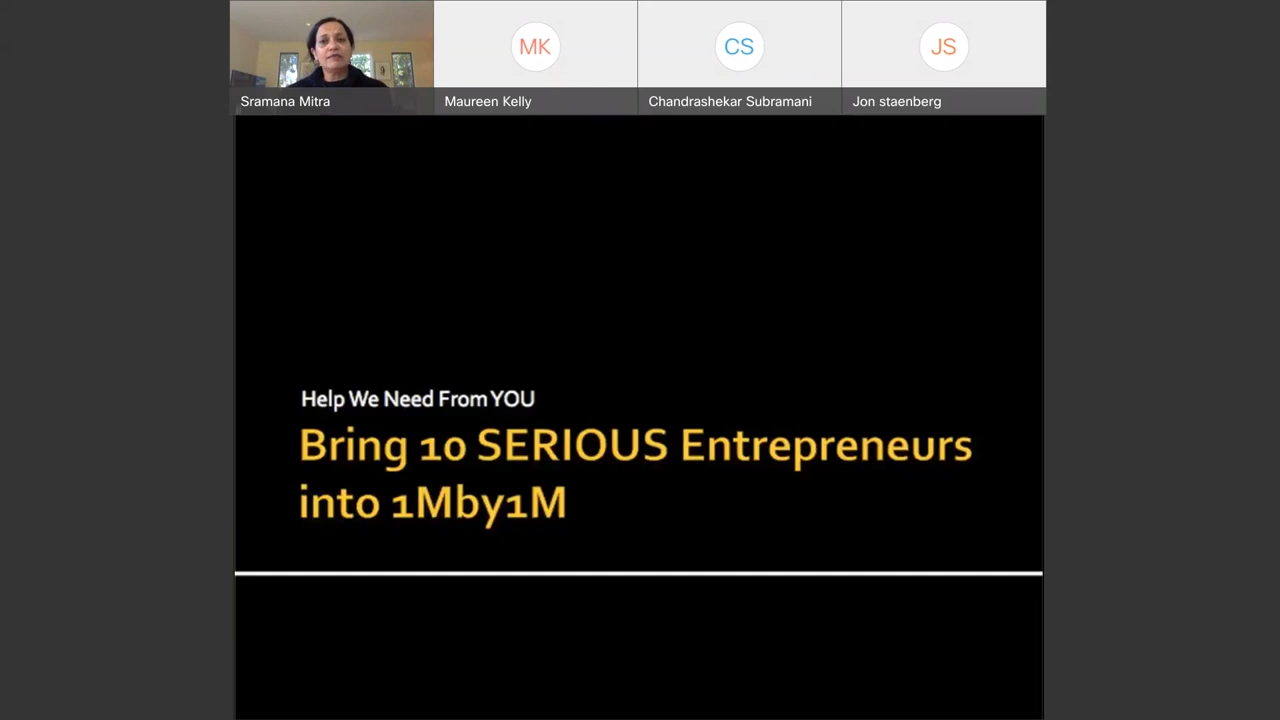 MK
CS
JS
Sramana Mitra
Maureen Kelly
Chandrashekar Subramani
Jon staenberg
Help We Need From YOU
Bring 10 SERIOUS Entrepreneurs
into 1Mby1M